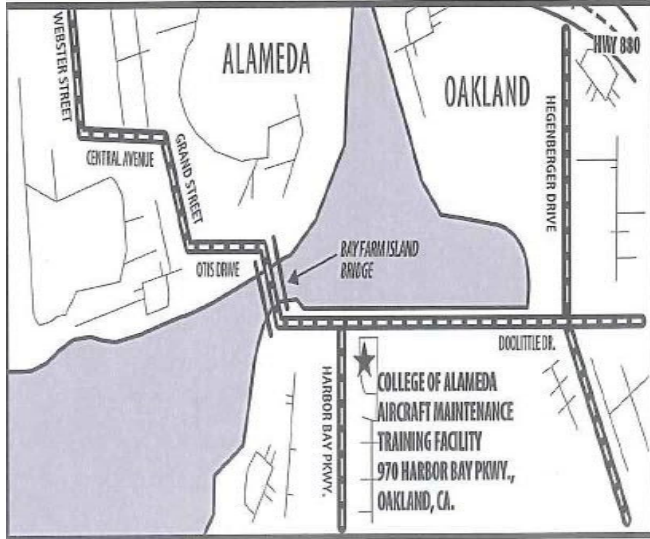 WEBSTER STREET
ALAMEDA
OAKLAND
HWY 880
HEGENBERGER DRIVE
CENTRAL AVENUE
GRAND STREET
OTIS DRIVE
BAY FARM ISLAND
BRIDGE
DOOLITTLE DR.
HARBOR BAY PKWY.
COLLEGE OF ALAMEDA
AIRCRAFT MAINTENANCE
TRAINING FACILITY
970 HARBOR BAY PKWY.,
OAKLAND, CA.